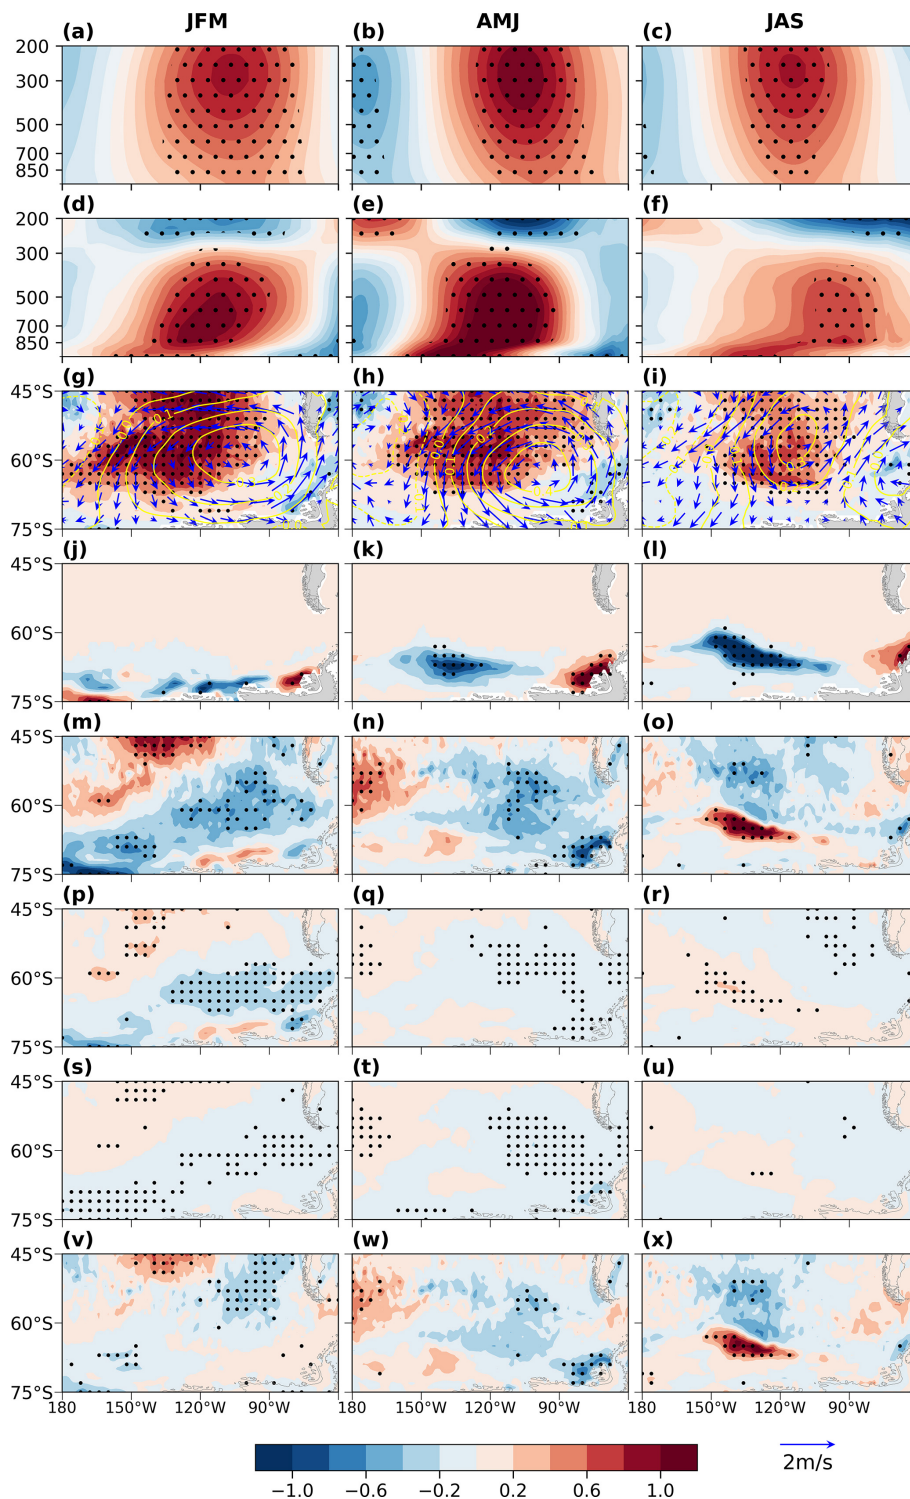 JFM AMJ JAS
(a) (b) (c)
200
300
500
700
850
(d) (e) (f)
200
300
500
700
850
(g) (h) (i)
45°S
60°S
75°S
(j) (k) (l)
45°S
60°S
75°S
(m) (n) (o)
45°S
60°S
75°S
(p) (q) (r)
45°S
60°S
75°S
(s) (t) (u)
45°S
60°S
75°S
(v) (w) (x)
45°S
60°S
75°S
180 150°W 120°W 90°W 180 150°W 120°W 90°W 180 150°W 120°W 90°W
2m/s
−1.0 −0.6 −0.2 0.2 0.6 1.0